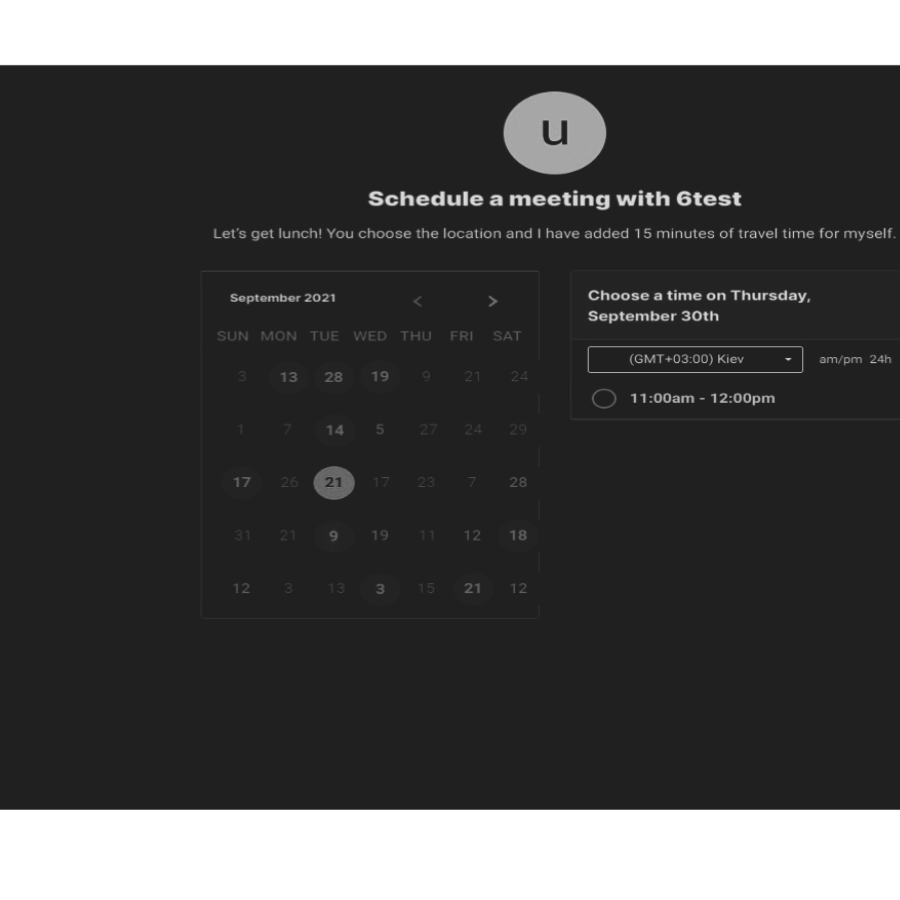 u
Schedule a meeting with 6test
Let's get lunch! You choose the location and I have added 15 minutes of travel time for myself.
September 2021 < >
SUN MON TUE WED THU FRI SAT
3 13 28 19 9 21 24
1 7 14 5 27 24 29
17 26 21 17 23 7 28
31 21 9 19 11 12 18
12 3 13 3 15 21 12
Choose a time on Thursday,
September 30th
(GMT+03:00) Kiev am/pm 24h
11:00am - 12:00pm